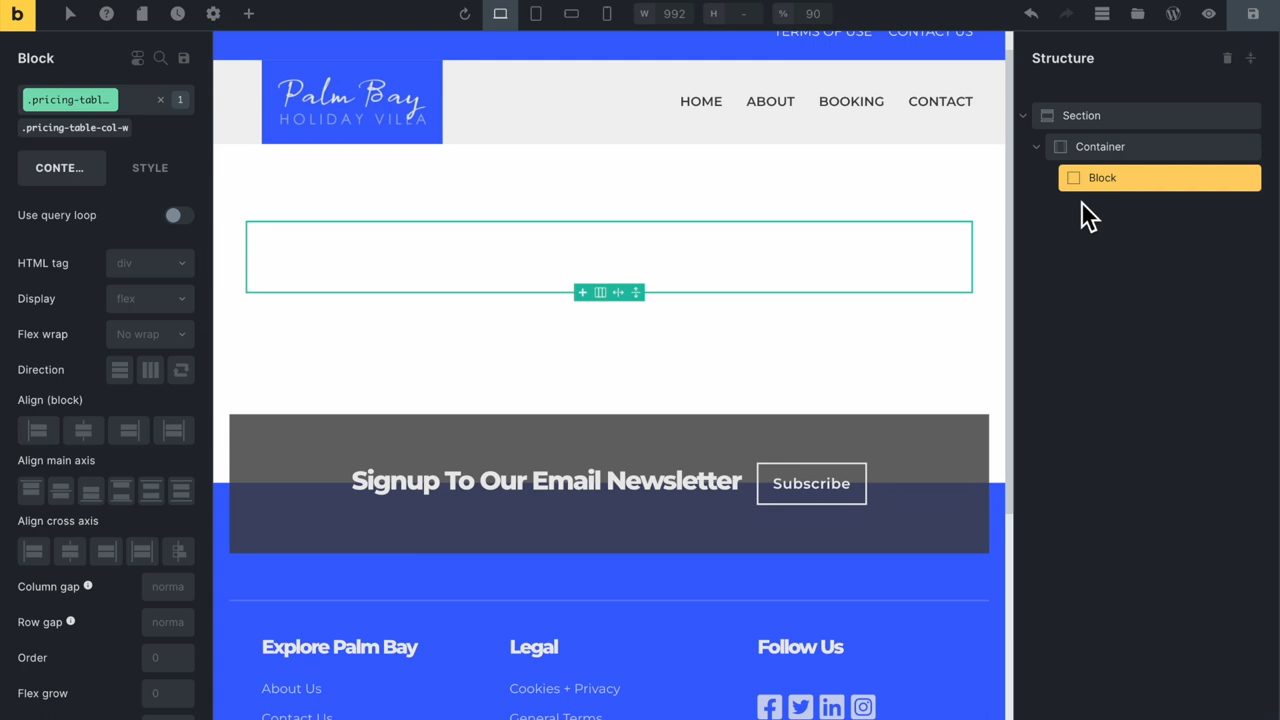 b
W 992 H - % 90
Block
.pricing-tabl... × 1
.pricing-table-col-w
CONTE... STYLE
Use query loop
HTML tag div
Display flex
Flex wrap No wrap
Direction
Align (block)
Align main axis
Align cross axis
Column gap norma
Row gap norma
Order 0
Flex grow 0
TERMS OF USE CONTACT US
Palm Bay
HOLIDAY VILLA
HOME ABOUT BOOKING CONTACT
Signup To Our Email Newsletter Subscribe
Explore Palm Bay Legal Follow Us
About Us Cookies + Privacy
Contact Us General Terms
Structure
Section
Container
Block